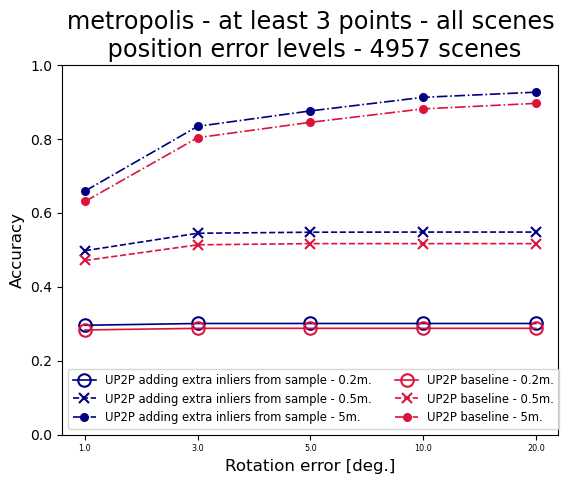 metropolis - at least 3 points - all scenes
position error levels - 4957 scenes
1.0
0.8
0.6
0.4
0.2
0.0
Accuracy
UP2P adding extra inliers from sample - 0.2m.
UP2P adding extra inliers from sample - 0.5m.
UP2P adding extra inliers from sample - 5m.
UP2P baseline - 0.2m.
UP2P baseline - 0.5m.
UP2P baseline - 5m.
1.0 3.0 5.0 10.0 20.0
Rotation error [deg.]